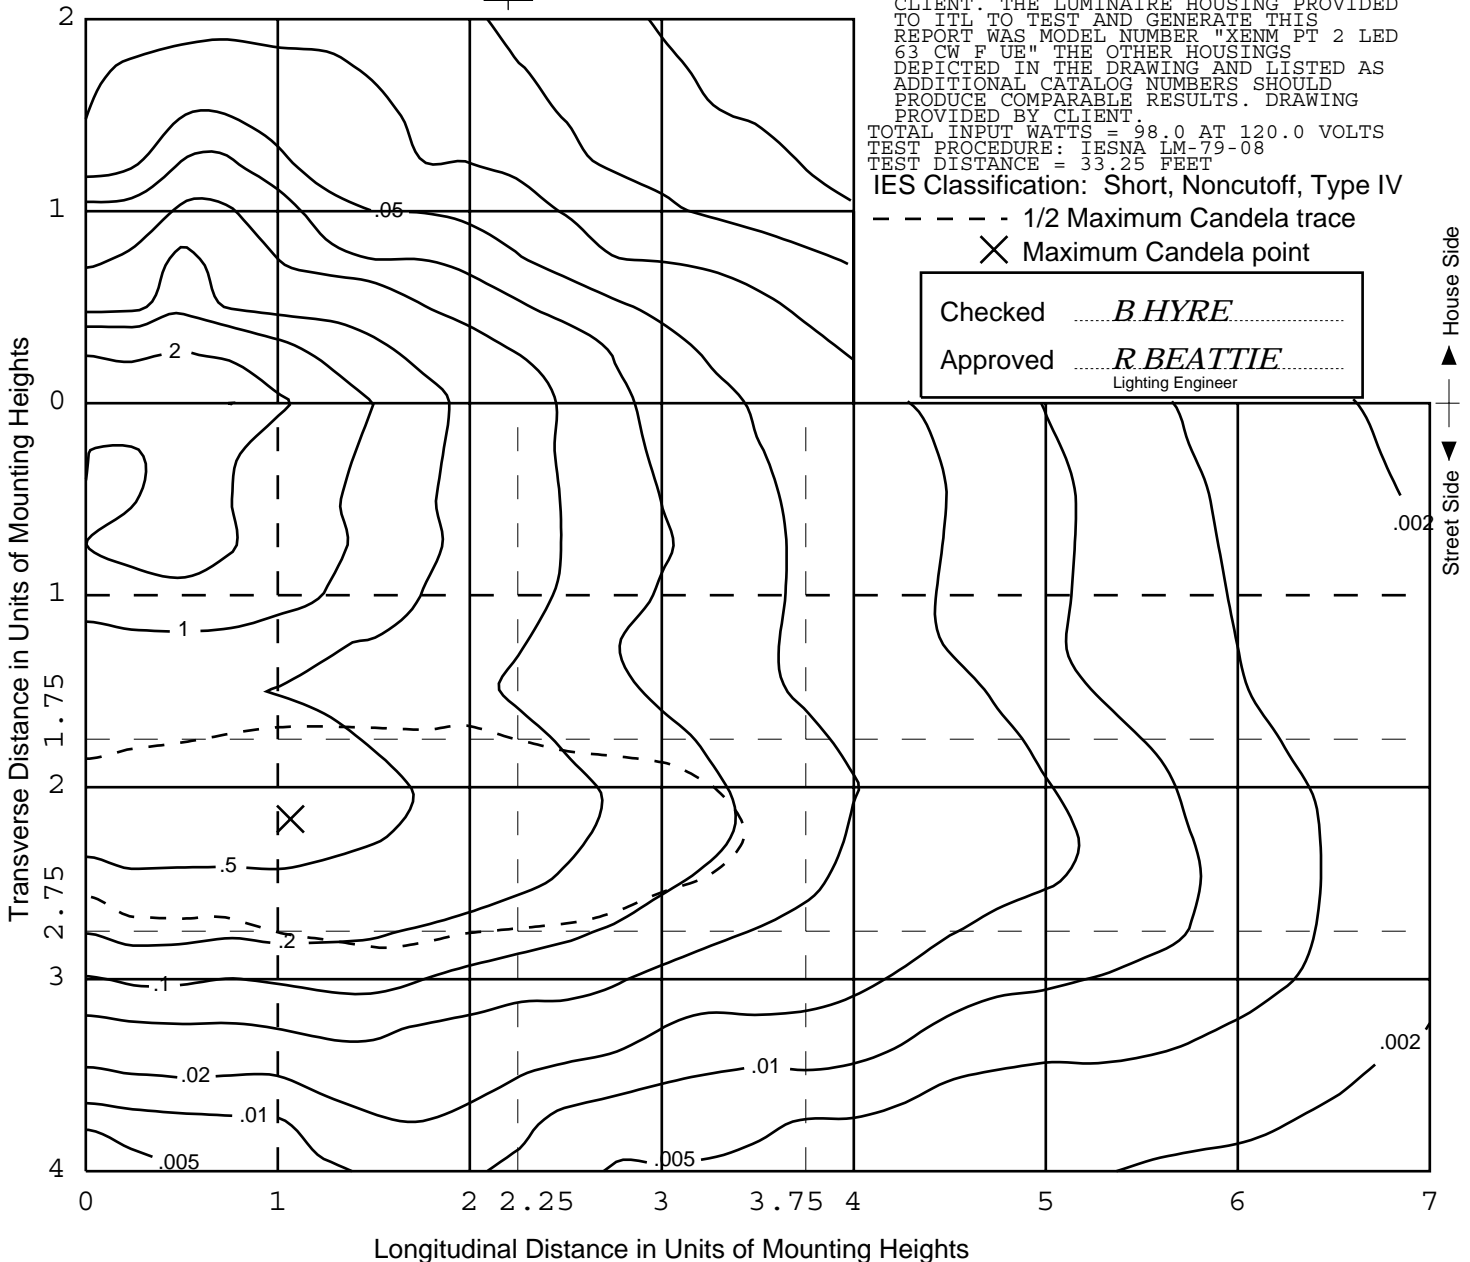 CLIENT. THE LUMINAIRE HOUSING PROVIDED
TO ITL TO TEST AND GENERATE THIS
REPORT WAS MODEL NUMBER "XENM PT 2 LED
63 CW F UE" THE OTHER HOUSINGS
DEPICTED IN THE DRAWING AND LISTED AS
ADDITIONAL CATALOG NUMBERS SHOULD
PRODUCE COMPARABLE RESULTS. DRAWING
PROVIDED BY CLIENT.
TOTAL INPUT WATTS = 98.0 AT 120.0 VOLTS
TEST PROCEDURE: IESNA LM-79-08
TEST DISTANCE = 33.25 FEET
IES Classification: Short, Noncutoff, Type IV
1/2 Maximum Candela trace
Maximum Candela point
Checked B HYRE
Approved R BEATTIE
Lighting Engineer
House Side
Street Side
Transverse Distance in Units of Mounting Heights
2
1
0
1
1.75
2
2.75
3
4
.05
2
1
.5
.2
.1
.02
.01
.005
.01
.005
.002
.002
0 1 2 2.25 3 3.75 4 5 6 7
Longitudinal Distance in Units of Mounting Heights